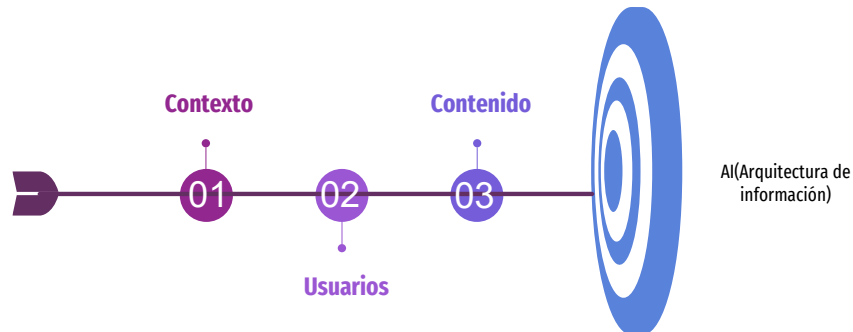 Contexto
Contenido
01
02
03
Usuarios
AI(Arquitectura de
información)